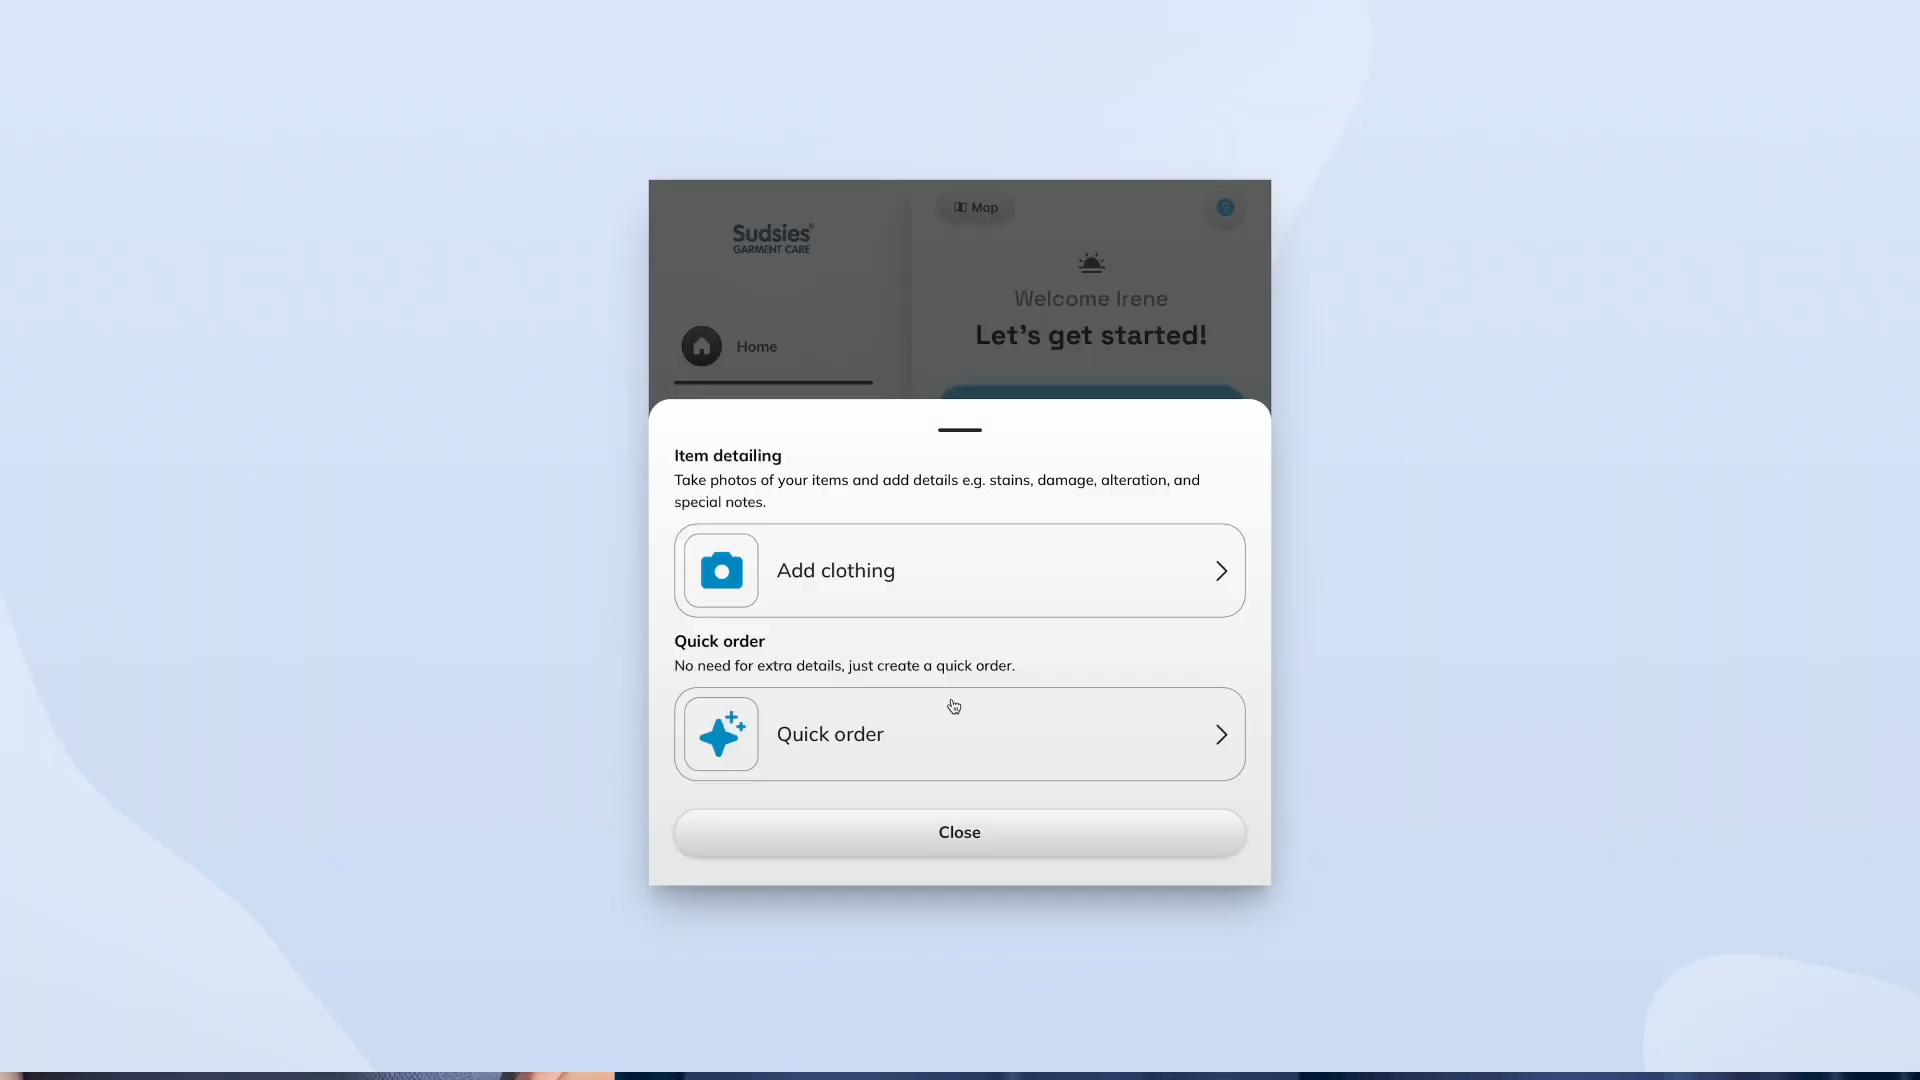 Sudsies®
GARMENT CARE
Home
Map
?
Welcome Irene
Let's get started!
Item detailing
Take photos of your items and add details e.g. stains, damage, alteration, and
special notes.
Add clothing
Quick order
No need for extra details, just create a quick order.
Quick order
Close